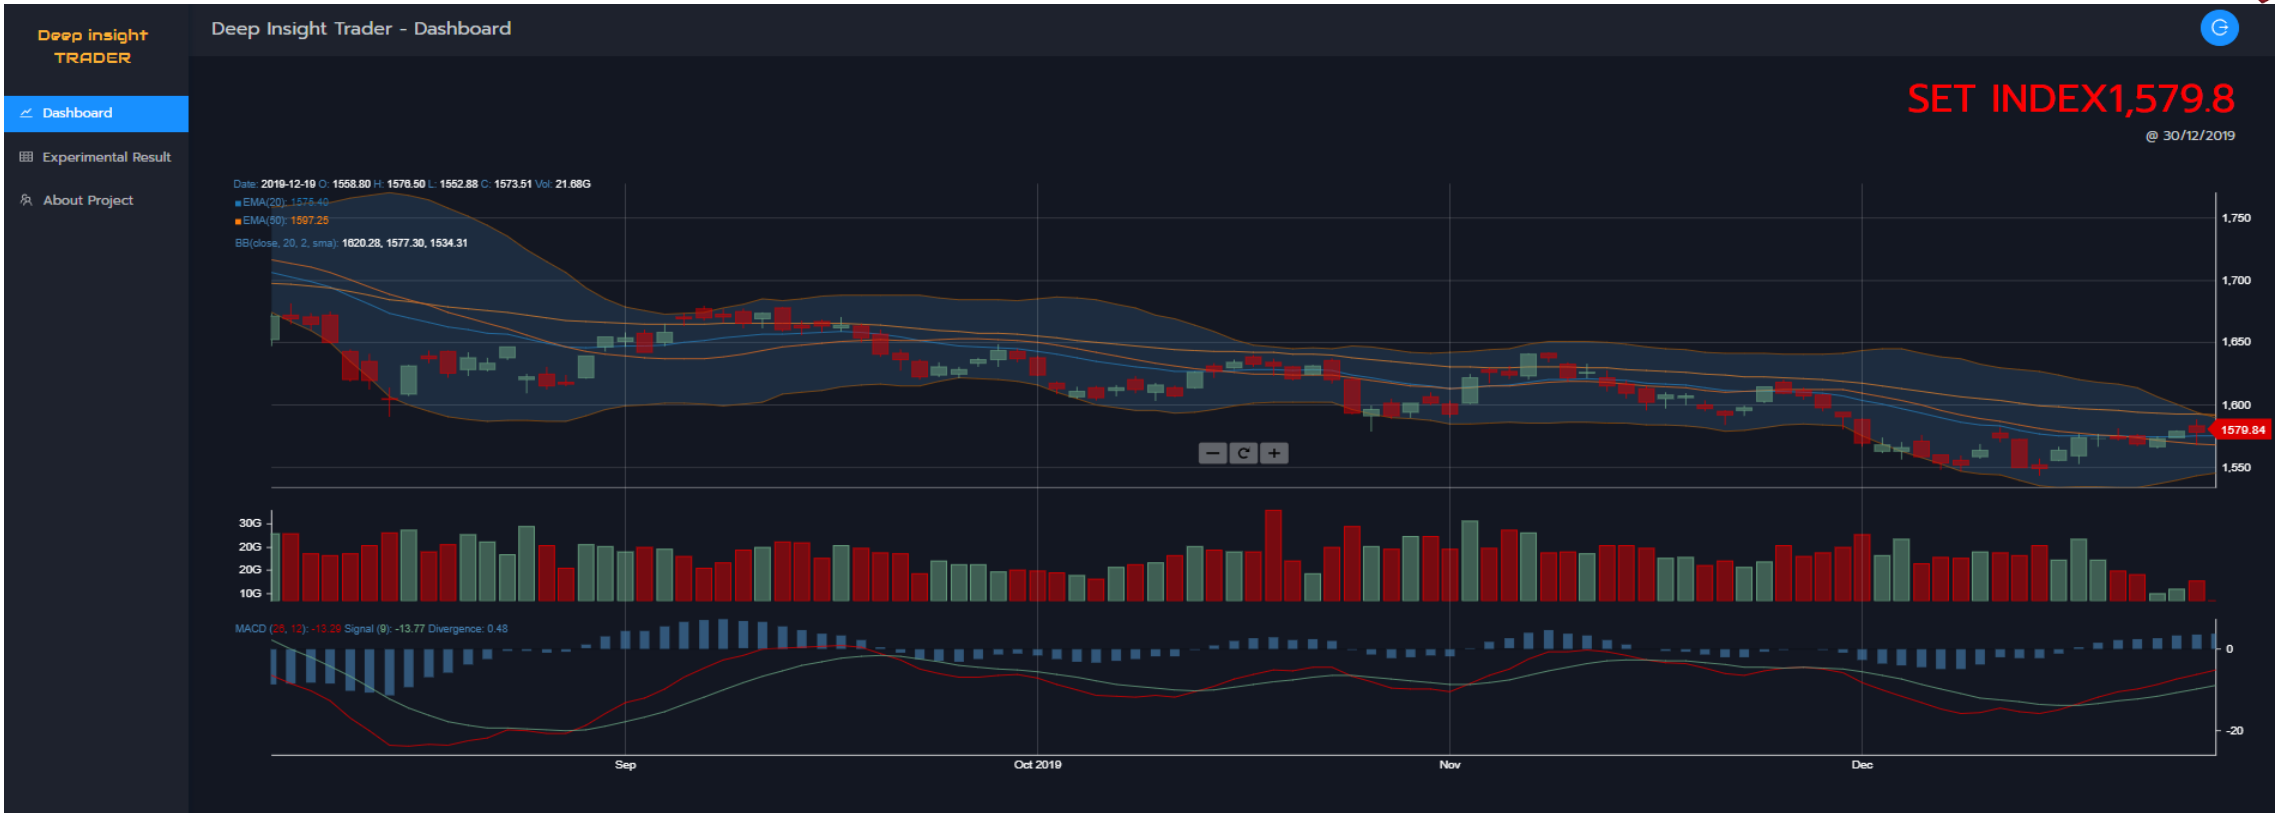 Deep insight
TRADER
Deep Insight Trader - Dashboard
Dashboard
Experimental Result
About Project
SET INDEX1,579.8
@ 30/12/2019
Date: 2019-12-19 O: 1558.80 H: 1576.50 L: 1552.88 C: 1573.51 Vol: 21.68G
EMA(20): 1575.40
EMA(50): 1597.25
BB(close, 20, 2, sma): 1620.28, 1577.30, 1534.31
1,750
1,700
1,650
1,600
1579.84
1,550
30G
20G
20G
10G
MACD (26, 12): -13.29 Signal (9): -13.77 Divergence: 0.48
0
-20
Sep
Oct 2019
Nov
Dec